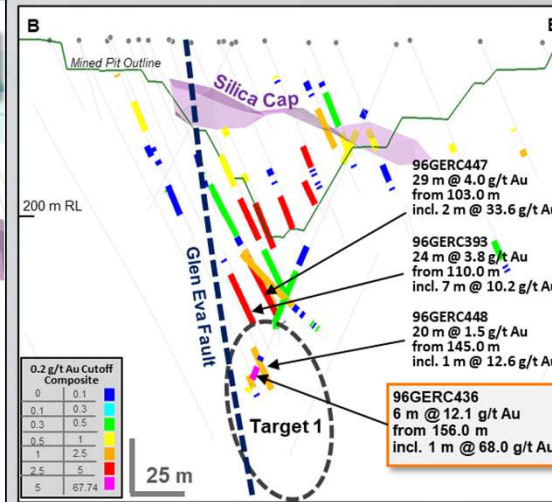 B
E
Mined Pit Outline
Silica Cap
96GERC447
29 m @ 4.0 g/t Au
from 103.0 m
incl. 2 m @ 33.6 g/t Au
200 m RL
96GERC393
24 m @ 3.8 g/t Au
from 110.0 m
incl. 7 m @ 10.2 g/t Au
Glen Eva Fault
96GERC448
20 m @ 1.5 g/t Au
from 145.0 m
incl. 1 m @ 12.6 g/t Au
0.2 g/t Au Cutoff
Composite
0 0.1
0.1 0.3
0.3 0.5
0.5 1
1 2.5
2.5 5
5 67.74
96GERC436
6 m @ 12.1 g/t Au
from 156.0 m
incl. 1 m @ 68.0 g/t Au
Target 1
25 m